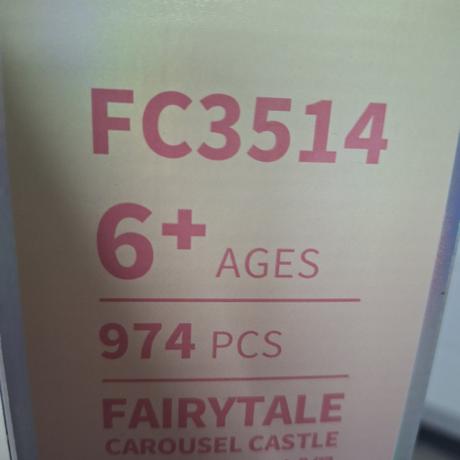 FC3514
6+ AGES
974 PCS
FAIRYTALE
CAROUSEL CASTLE